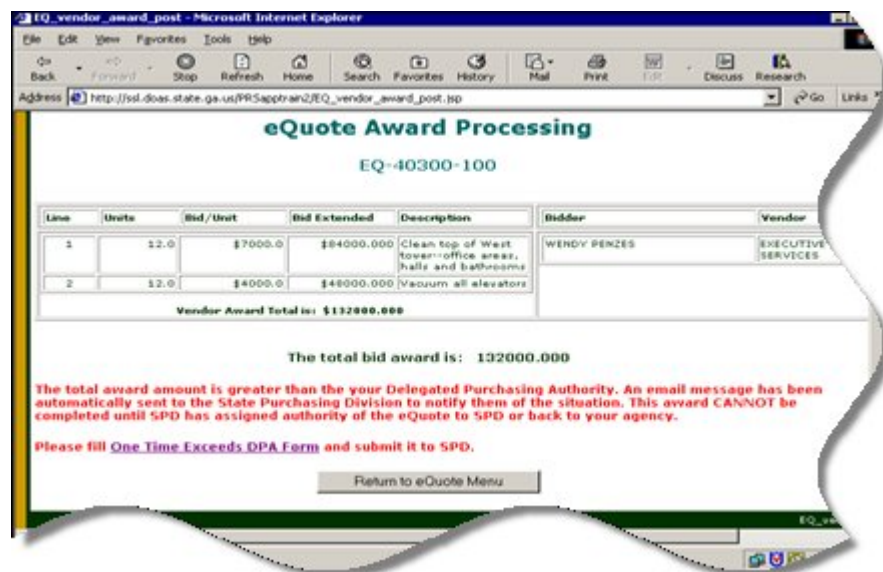 EQ_vendor_award_post - Microsoft Internet Explorer
File Edit View Favorites Tools Help
Back Forward Stop Refresh Home Search Favorites History Mail Print Edit Discuss Research
Address http://ssl.doas.state.ga.us/PRSapptrain2/EQ_vendor_award_post.jsp Go Links
eQuote Award Processing
EQ-40300-100
Line Units Bid/Unit Bid Extended Description Bidder Vendor
1 12.0 $7000.0 $84000.000 Clean top of West WENDY PENZES EXECUTIVE
tower--office areas, SERVICES
halls and bathrooms
2 12.0 $4000.0 $48000.000 Vacuum all elevators
Vendor Award Total is: $132000.000
The total bid award is: 132000.000
The total award amount is greater than the your Delegated Purchasing Authority. An email message has been
automatically sent to the State Purchasing Division to notify them of the situation. This award CANNOT be
completed until SPD has assigned authority of the eQuote to SPD or back to your agency.
Please fill One Time Exceeds DPA Form and submit it to SPD.
Return to eQuote Menu